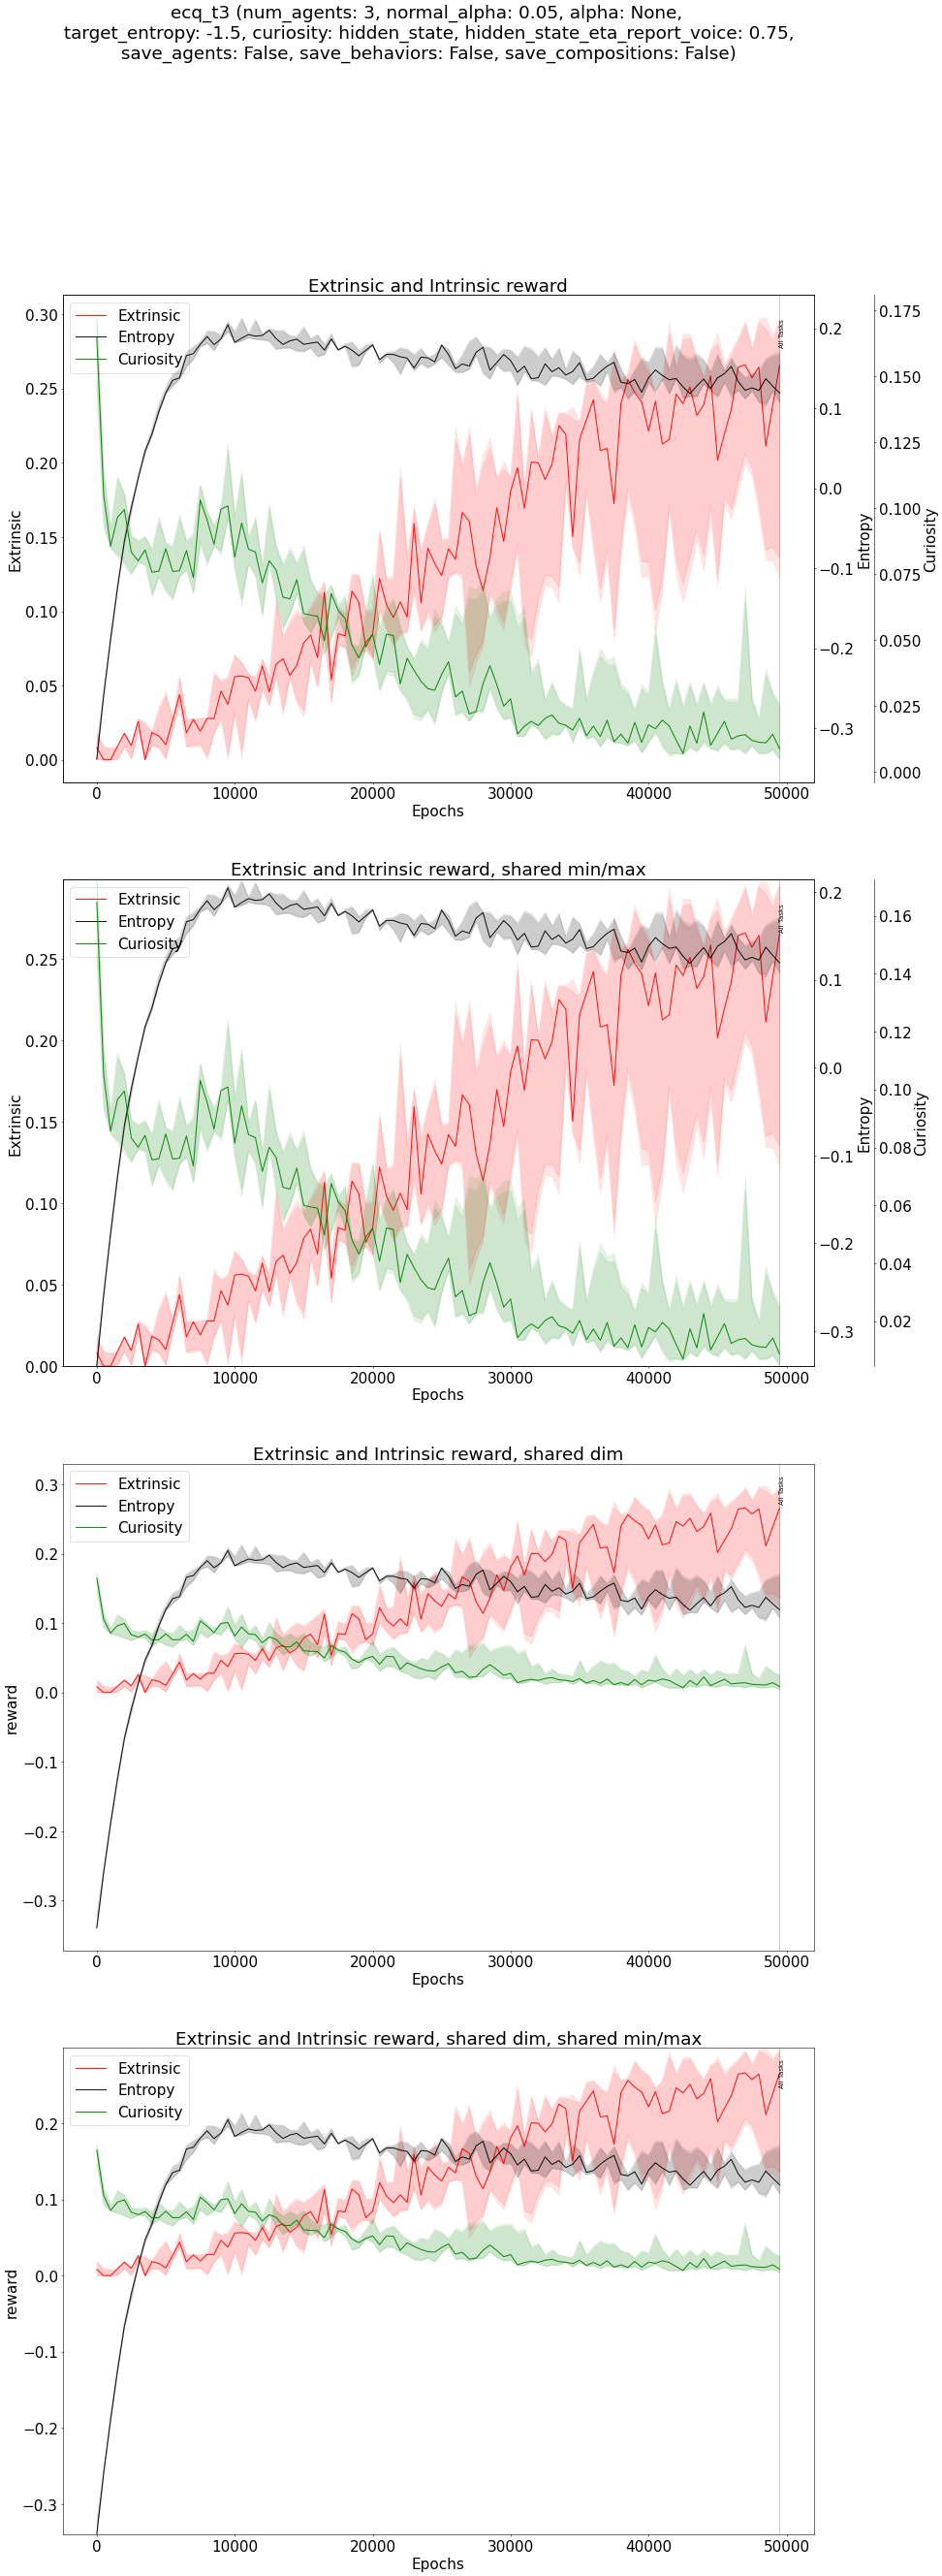 ecq_t3 (num_agents: 3, normal_alpha: 0.05, alpha: None,
target_entropy: -1.5, curiosity: hidden_state, hidden_state_eta_report_voice: 0.75,
save_agents: False, save_behaviors: False, save_compositions: False)
Extrinsic and Intrinsic reward
Extrinsic
Entropy
Curiosity
All Tasks
0.30
0.25
0.20
0.15
0.10
0.05
0.00
Extrinsic
0.2
0.1
0.0
−0.1
−0.2
−0.3
Entropy
0.175
0.150
0.125
0.100
0.075
0.050
0.025
0.000
Curiosity
0 10000 20000 30000 40000 50000
Epochs
Extrinsic and Intrinsic reward, shared min/max
Extrinsic
Entropy
Curiosity
All Tasks
0.25
0.20
0.15
0.10
0.05
0.00
Extrinsic
0.2
0.1
0.0
−0.1
−0.2
−0.3
Entropy
0.16
0.14
0.12
0.10
0.08
0.06
0.04
0.02
Curiosity
0 10000 20000 30000 40000 50000
Epochs
Extrinsic and Intrinsic reward, shared dim
Extrinsic
Entropy
Curiosity
All Tasks
0.3
0.2
0.1
0.0
−0.1
−0.2
−0.3
reward
0 10000 20000 30000 40000 50000
Epochs
Extrinsic and Intrinsic reward, shared dim, shared min/max
Extrinsic
Entropy
Curiosity
All Tasks
0.2
0.1
0.0
−0.1
−0.2
−0.3
reward
0 10000 20000 30000 40000 50000
Epochs